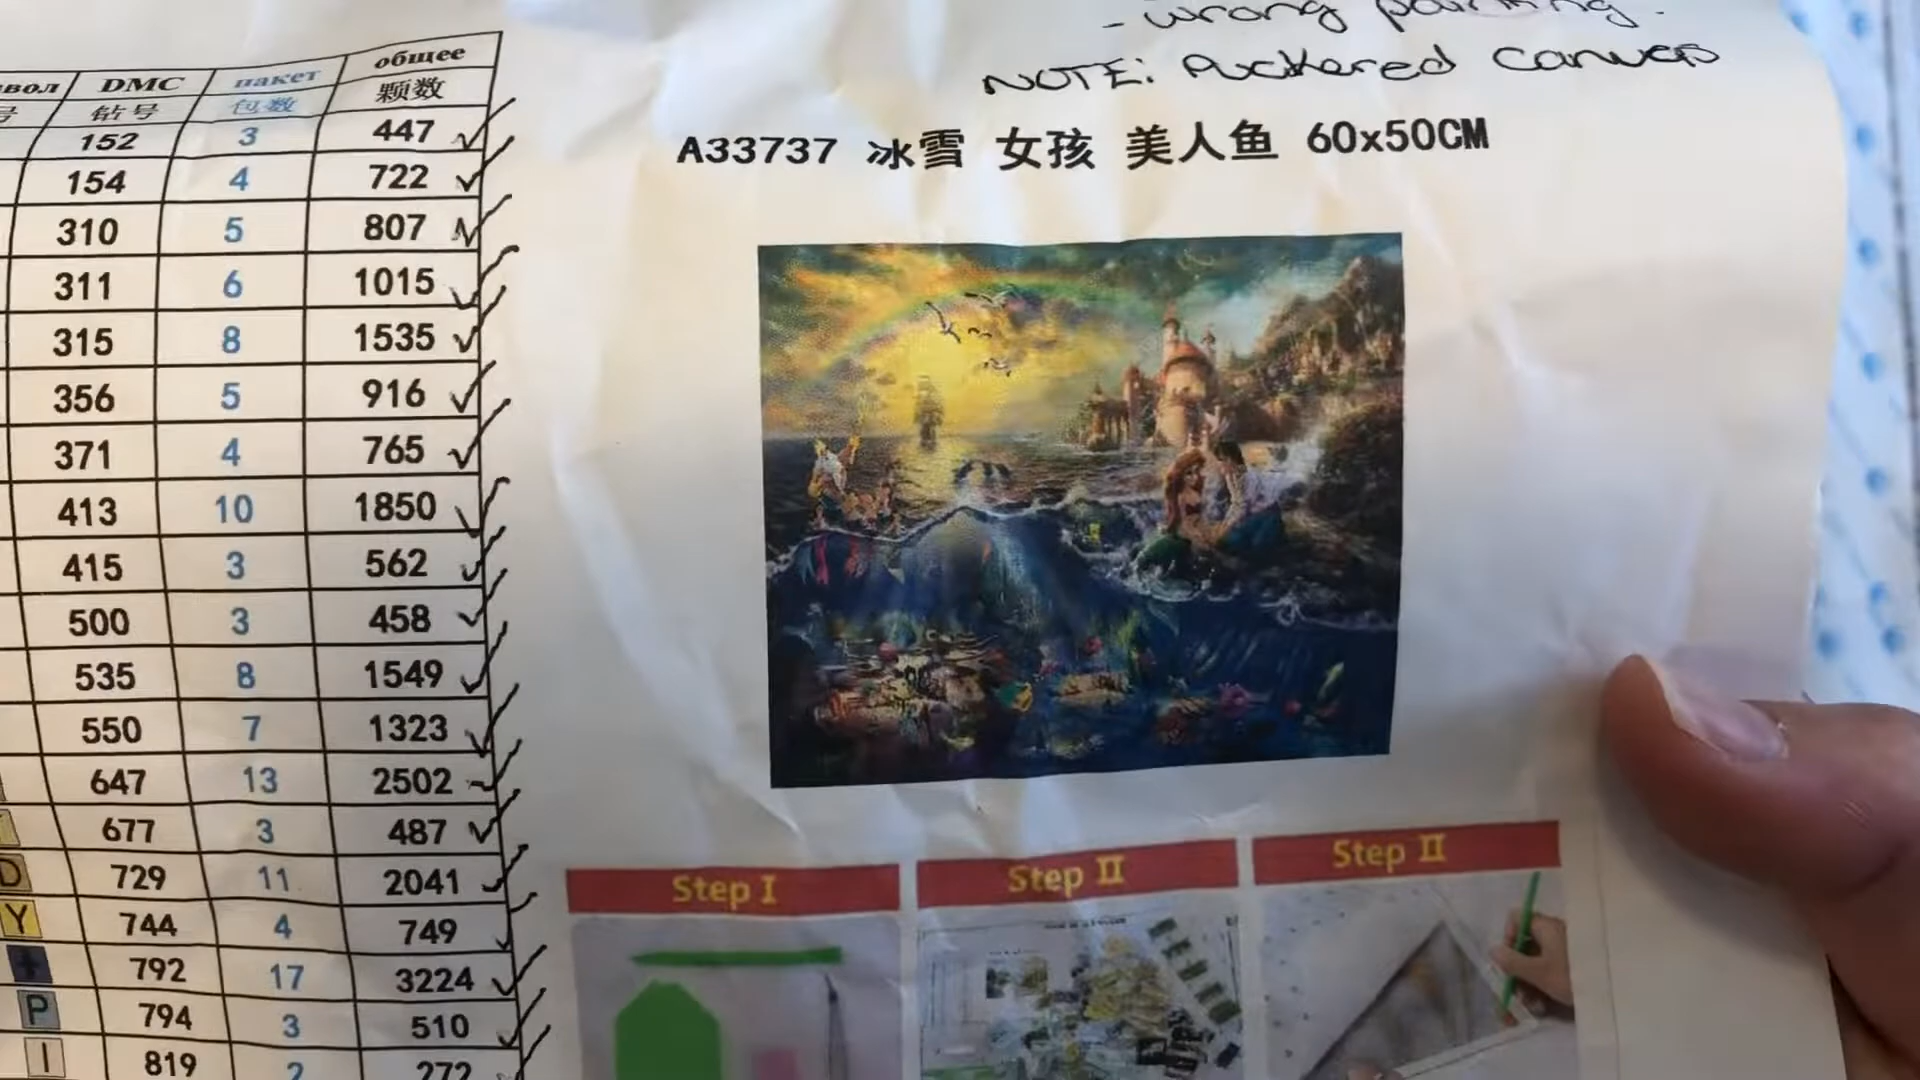 - wrong painting.
NOTE: Puckered canvas
A33737 冰雪 女孩 美人鱼 60x50CM
вол DMC пакет общее
号 钻号 包数 颗数
152 3 447
154 4 722
310 5 807
311 6 1015
315 8 1535
356 5 916
371 4 765
413 10 1850
415 3 562
500 3 458
535 8 1549
550 7 1323
647 13 2502
677 3 487
D 729 11 2041
Y 744 4 749
+ 792 17 3224
P 794 3 510
I 819 2 272
Step I Step II Step II